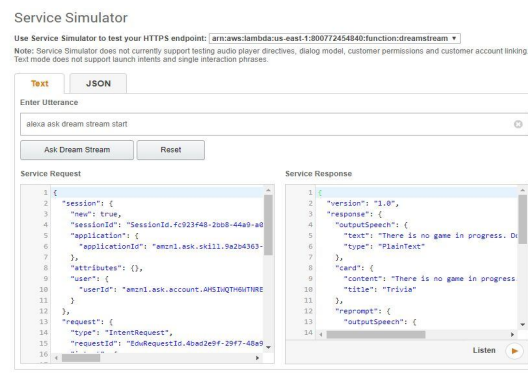 Service Simulator
Use Service Simulator to test your HTTPS endpoint: arn:aws:lambda:us-east-1:800772454840:function:dreamstream ▼
Note: Service Simulator does not currently support testing audio player directives, dialog model, customer permissions and customer account linking.
Text mode does not support launch intents and single interaction phrases.
Text
JSON
Enter Utterance
alexa ask dream stream start
Ask Dream Stream
Reset
Service Request
1 {
2 "session": {
3 "new": true,
4 "sessionId": "SessionId.fc923f48-2bb8-44a9-a0
5 "application": {
6 "applicationId": "amzn1.ask.skill.9a2b4363-
7 },
8 "attributes": {},
9 "user": {
10 "userId": "amzn1.ask.account.AHSIWQTH6WTNRE
11 }
12 },
13 "request": {
14 "type": "IntentRequest",
15 "requestId": "EdwRequestId.4bad2e9f-29f7-48a9
16
Service Response
1 {
2 "version": "1.0",
3 "response": {
4 "outputSpeech": {
5 "text": "There is no game in progress. Do
6 "type": "PlainText"
7 },
8 "card": {
9 "content": "There is no game in progress.
10 "title": "Trivia"
11 },
12 "reprompt": {
13 "outputSpeech": {
14
Listen